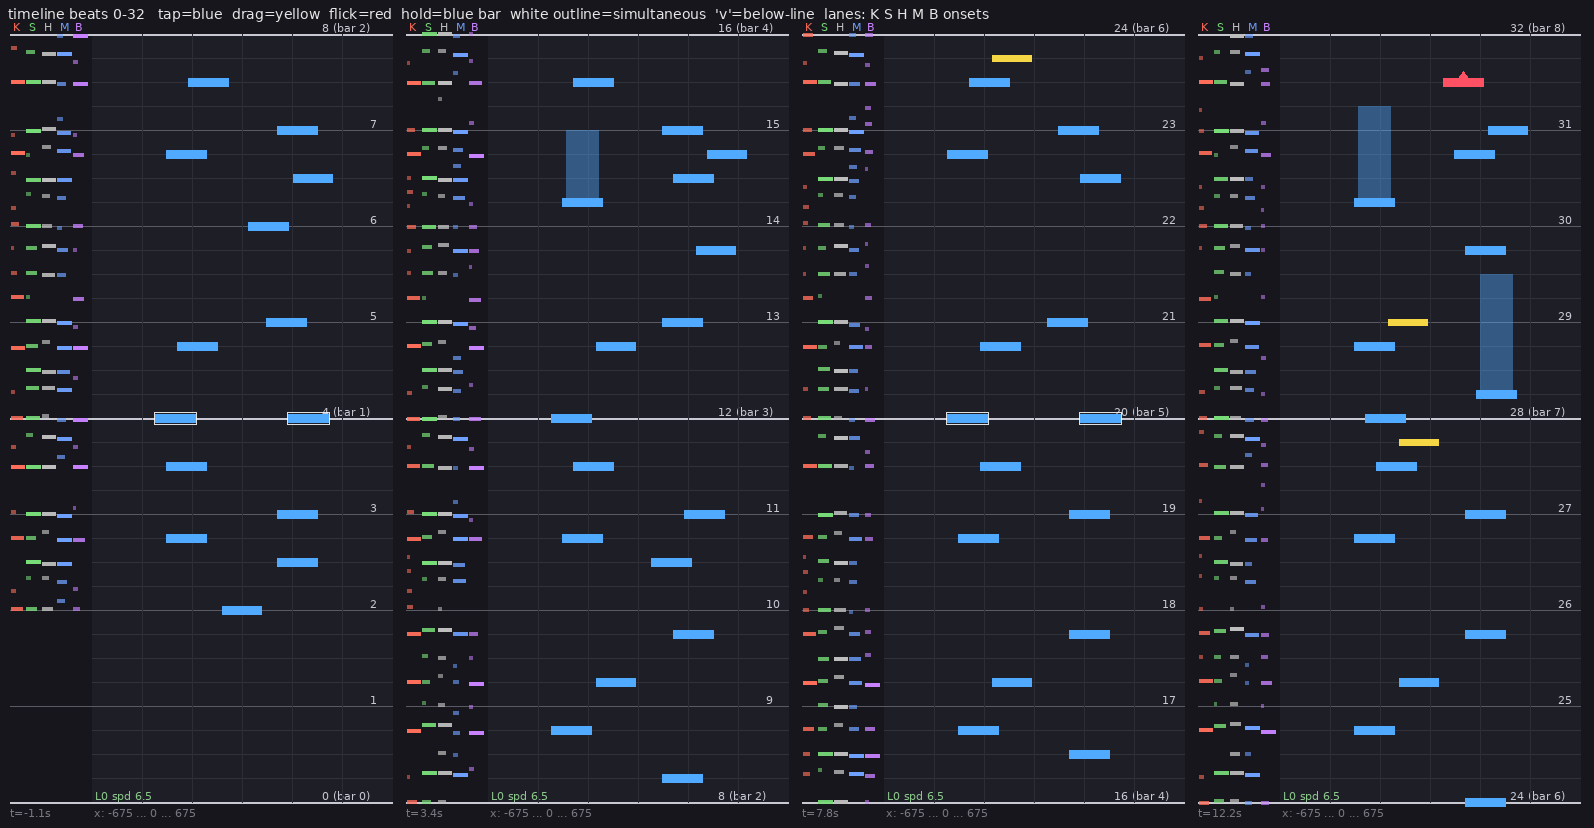 timeline beats 0-32 tap=blue drag=yellow flick=red hold=blue bar white outline=simultaneous 'v'=below-line lanes: K S H M B onsets
K S H M B
8 (bar 2)
7
6
5
4 (bar 1)
3
2
1
L0 spd 6.5
0 (bar 0)
t=-1.1s
x: -675 ... 0 ... 675
K S H M B
16 (bar 4)
15
14
13
12 (bar 3)
11
10
9
L0 spd 6.5
8 (bar 2)
t=3.4s
x: -675 ... 0 ... 675
K S H M B
24 (bar 6)
23
22
21
20 (bar 5)
19
18
17
L0 spd 6.5
16 (bar 4)
t=7.8s
x: -675 ... 0 ... 675
K S H M B
32 (bar 8)
31
30
29
28 (bar 7)
27
26
25
L0 spd 6.5
24 (bar 6)
t=12.2s
x: -675 ... 0 ... 675